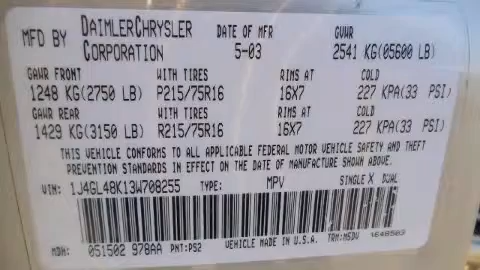 MFD BY DAIMLERCHRYSLER CORPORATION DATE OF MFR 5-03 GVWR 2541 KG(05600 LB)
GAWR FRONT WITH TIRES RIMS AT COLD
1248 KG(2750 LB) P215/75R16 16X7 227 KPA(33 PSI)
GAWR REAR WITH TIRES RIMS AT COLD
1429 KG(3150 LB) R215/75R16 16X7 227 KPA(33 PSI)
THIS VEHICLE CONFORMS TO ALL APPLICABLE FEDERAL MOTOR VEHICLE SAFETY AND THEFT
PREVENTION STANDARDS IN EFFECT ON THE DATE OF MANUFACTURE SHOWN ABOVE.
VIN: 1J4GL48K13W708255 TYPE: MPV SINGLE X DUAL
MDH: 051502 978AA PNT:PS2 VEHICLE MADE IN U.S.A. TRM:MSDV 1648503